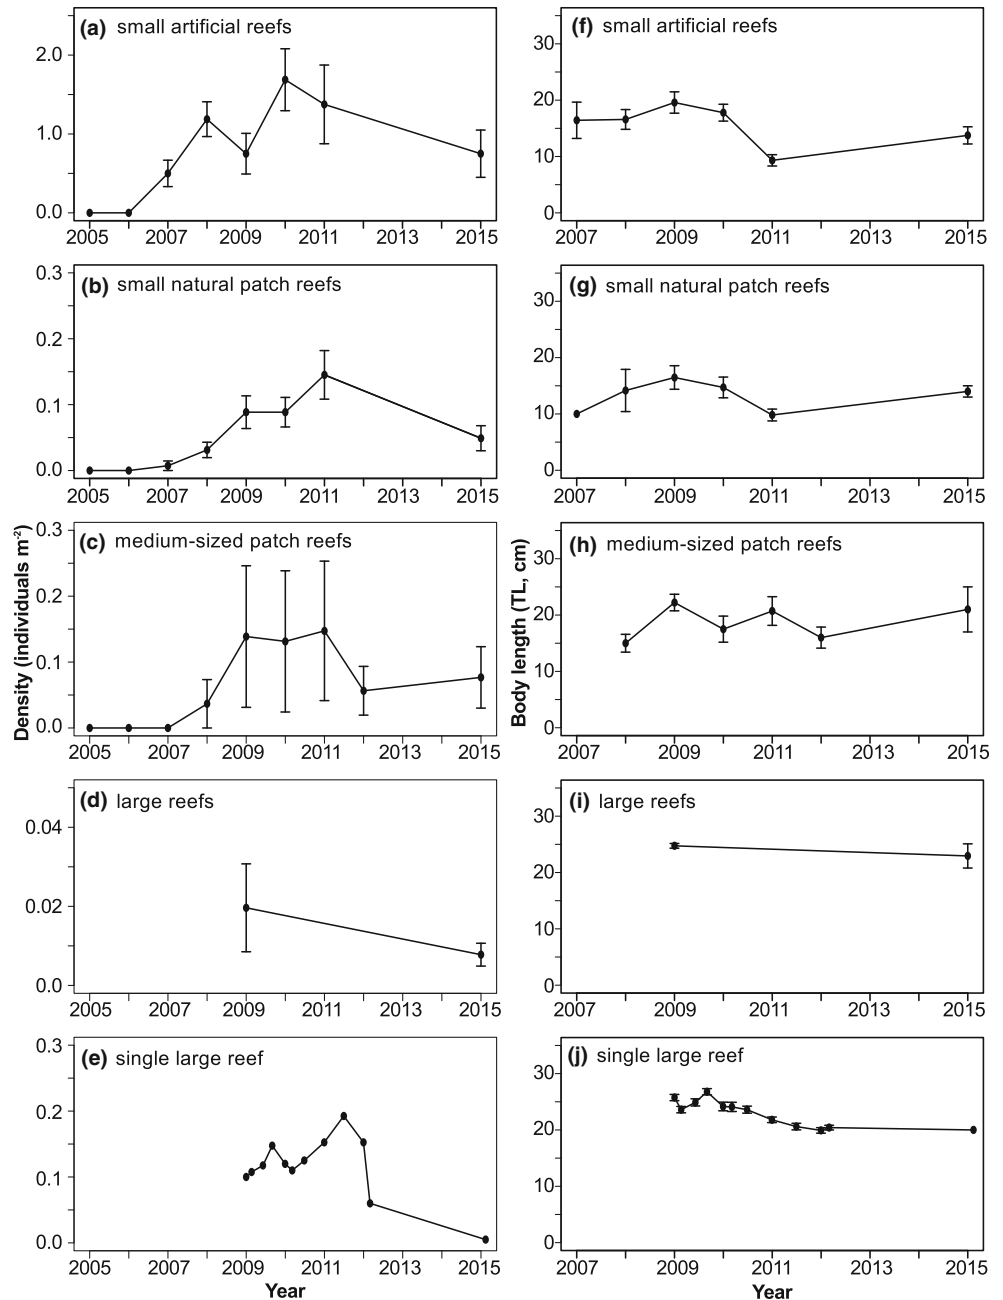 (a) small artificial reefs
2.0
1.0
0.0
2005 2007 2009 2011 2013 2015
(f) small artificial reefs
30
20
10
0
2007 2009 2011 2013 2015
(b) small natural patch reefs
0.3
0.2
0.1
0.0
2005 2007 2009 2011 2013 2015
(g) small natural patch reefs
30
20
10
0
2007 2009 2011 2013 2015
Density (individuals m-2)
(c) medium-sized patch reefs
0.3
0.2
0.1
0.0
2005 2007 2009 2011 2013 2015
Body length (TL, cm)
(h) medium-sized patch reefs
30
20
10
0
2007 2009 2011 2013 2015
(d) large reefs
0.04
0.02
0.0
2005 2007 2009 2011 2013 2015
(i) large reefs
30
20
10
0
2007 2009 2011 2013 2015
(e) single large reef
0.3
0.2
0.1
0.0
2005 2007 2009 2011 2013 2015
Year
(j) single large reef
30
20
10
0
2007 2009 2011 2013 2015
Year